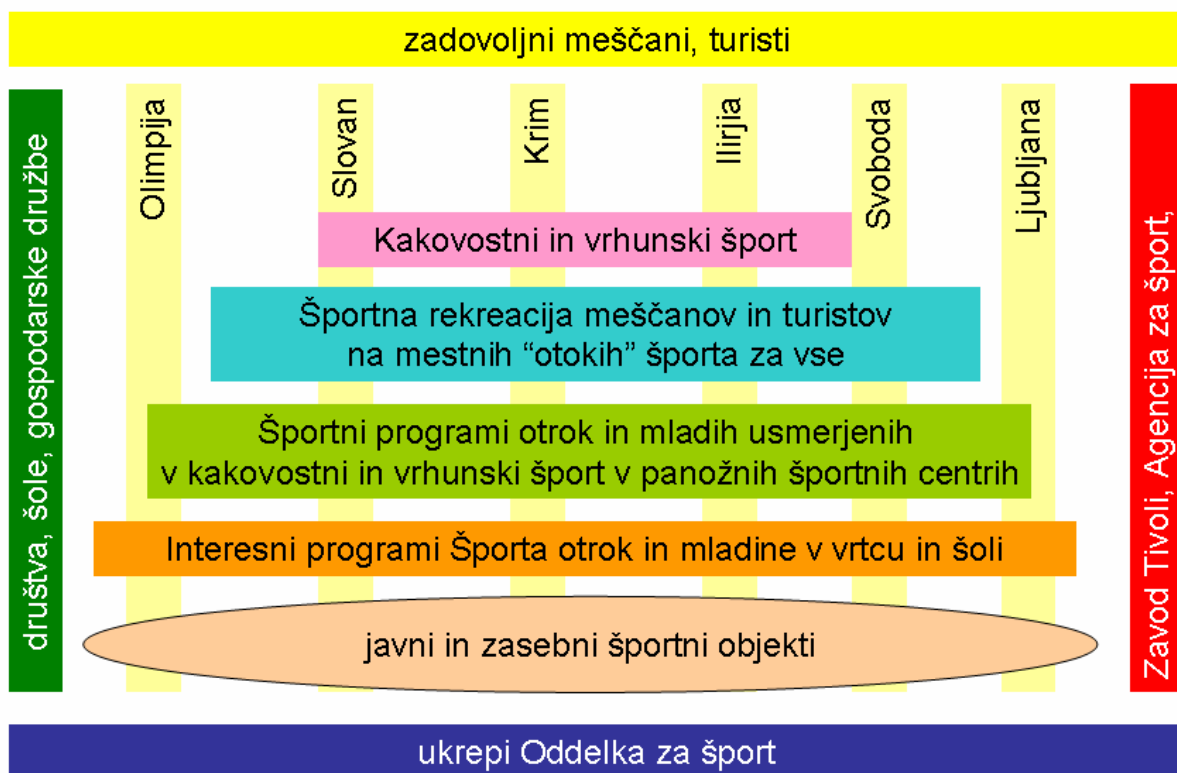 zadovoljni meščani, turisti
društva, šole, gospodarske družbe
Olimpija
Slovan
Krim
Ilirjia
Svoboda
Ljubljana
Zavod Tivoli, Agencija za šport,
Kakovostni in vrhunski šport
Športna rekreacija meščanov in turistov
na mestnih “otokih” športa za vse
Športni programi otrok in mladih usmerjenih
v kakovostni in vrhunski šport v panožnih športnih centrih
Interesni programi Športa otrok in mladine v vrtcu in šoli
javni in zasebni športni objekti
ukrepi Oddelka za šport